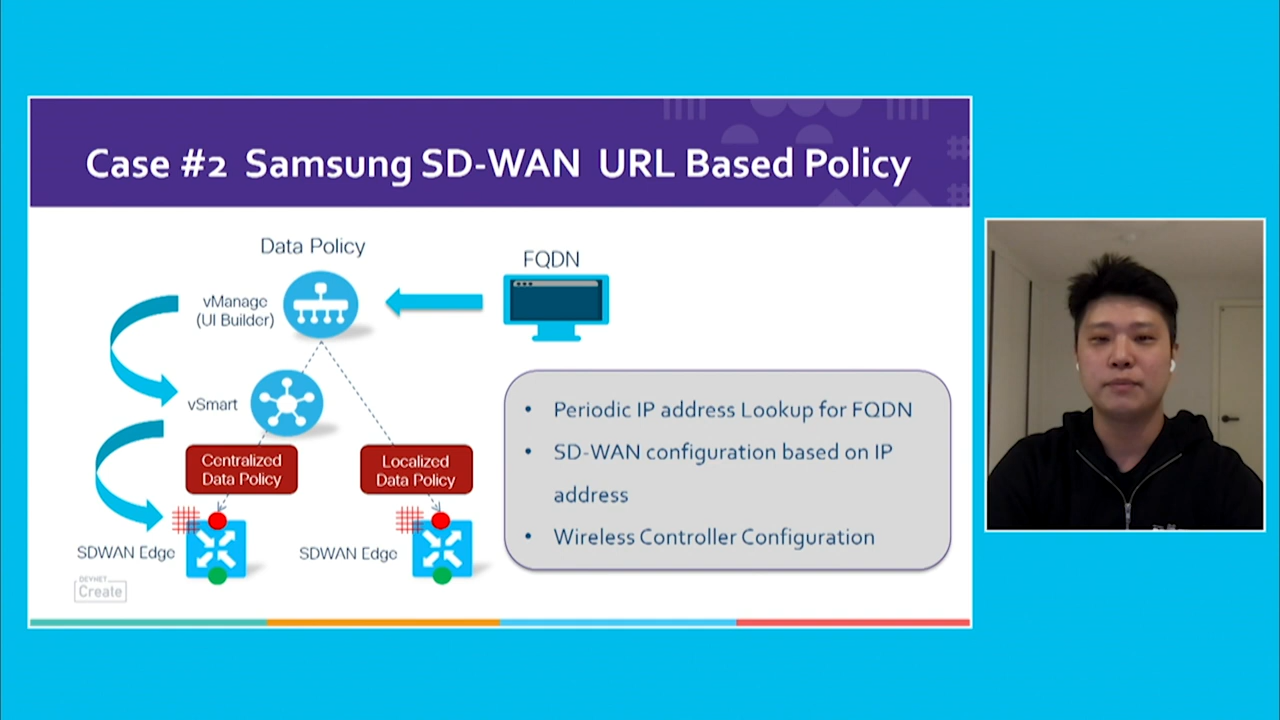 Case #2 Samsung SD-WAN URL Based Policy
Data Policy
FQDN
vManage
(UI Builder)
vSmart
Centralized
Data Policy
Localized
Data Policy
SDWAN Edge
SDWAN Edge
• Periodic IP address Lookup for FQDN
• SD-WAN configuration based on IP
address
• Wireless Controller Configuration
DEVNET
Create